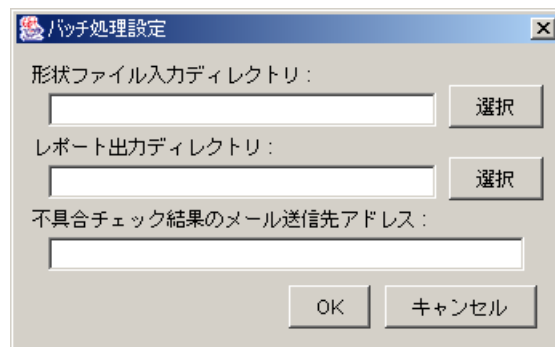 バッチ処理設定
形状ファイル入力ディレクトリ:
選択
レポート出力ディレクトリ:
選択
不具合チェック結果のメール送信先アドレス:
OK
キャンセル